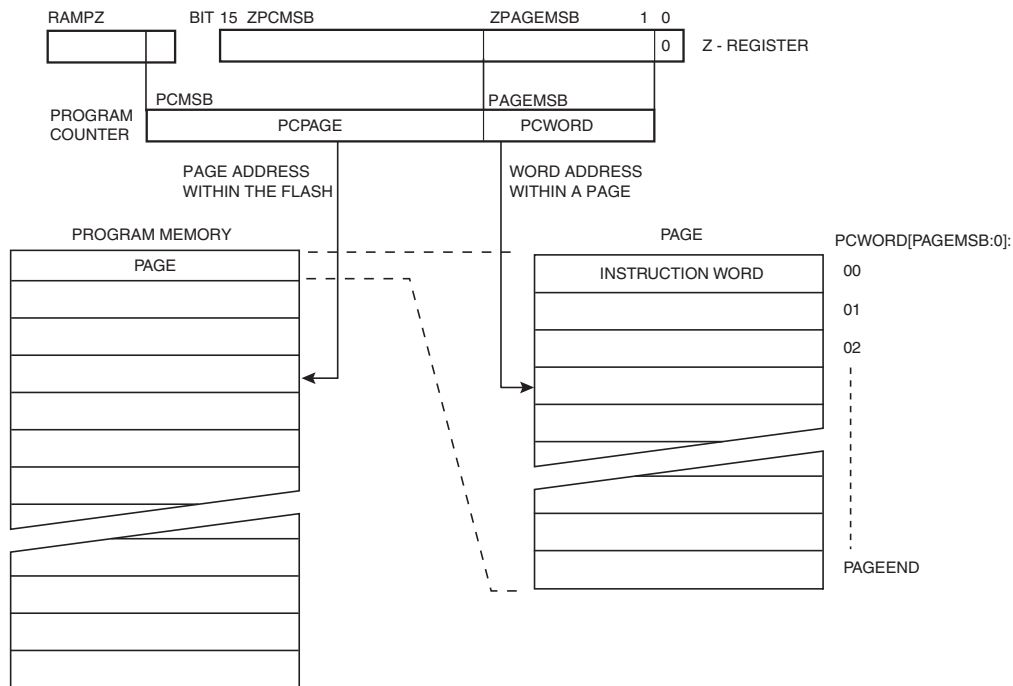 RAMPZ
BIT 15 ZPCMSB ZPAGEMSB 1 0
0
Z - REGISTER
PCMSB PAGEMSB
PROGRAM
COUNTER
PCPAGE PCWORD
PAGE ADDRESS
WITHIN THE FLASH
WORD ADDRESS
WITHIN A PAGE
PROGRAM MEMORY
PAGE
PAGE
INSTRUCTION WORD
PCWORD[PAGEMSB:0]:
00
01
02
PAGEEND